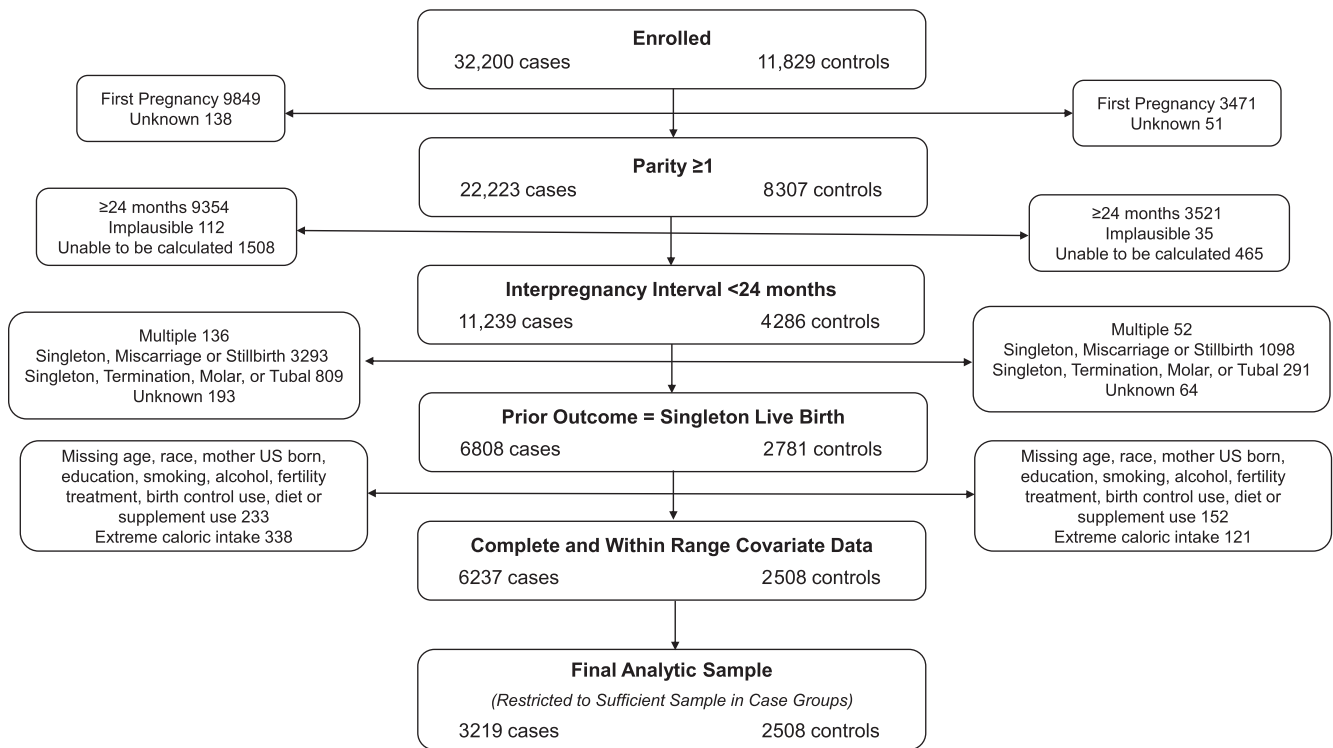 Enrolled
32,200 cases 11,829 controls
First Pregnancy 9849
Unknown 138
First Pregnancy 3471
Unknown 51
Parity ≥1
22,223 cases 8307 controls
≥24 months 9354
Implausible 112
Unable to be calculated 1508
≥24 months 3521
Implausible 35
Unable to be calculated 465
Interpregnancy Interval <24 months
11,239 cases 4286 controls
Multiple 136
Singleton, Miscarriage or Stillbirth 3293
Singleton, Termination, Molar, or Tubal 809
Unknown 193
Multiple 52
Singleton, Miscarriage or Stillbirth 1098
Singleton, Termination, Molar, or Tubal 291
Unknown 64
Prior Outcome = Singleton Live Birth
6808 cases 2781 controls
Missing age, race, mother US born,
education, smoking, alcohol, fertility
treatment, birth control use, diet or
supplement use 233
Extreme caloric intake 338
Missing age, race, mother US born,
education, smoking, alcohol, fertility
treatment, birth control use, diet or
supplement use 152
Extreme caloric intake 121
Complete and Within Range Covariate Data
6237 cases 2508 controls
Final Analytic Sample
(Restricted to Sufficient Sample in Case Groups)
3219 cases 2508 controls